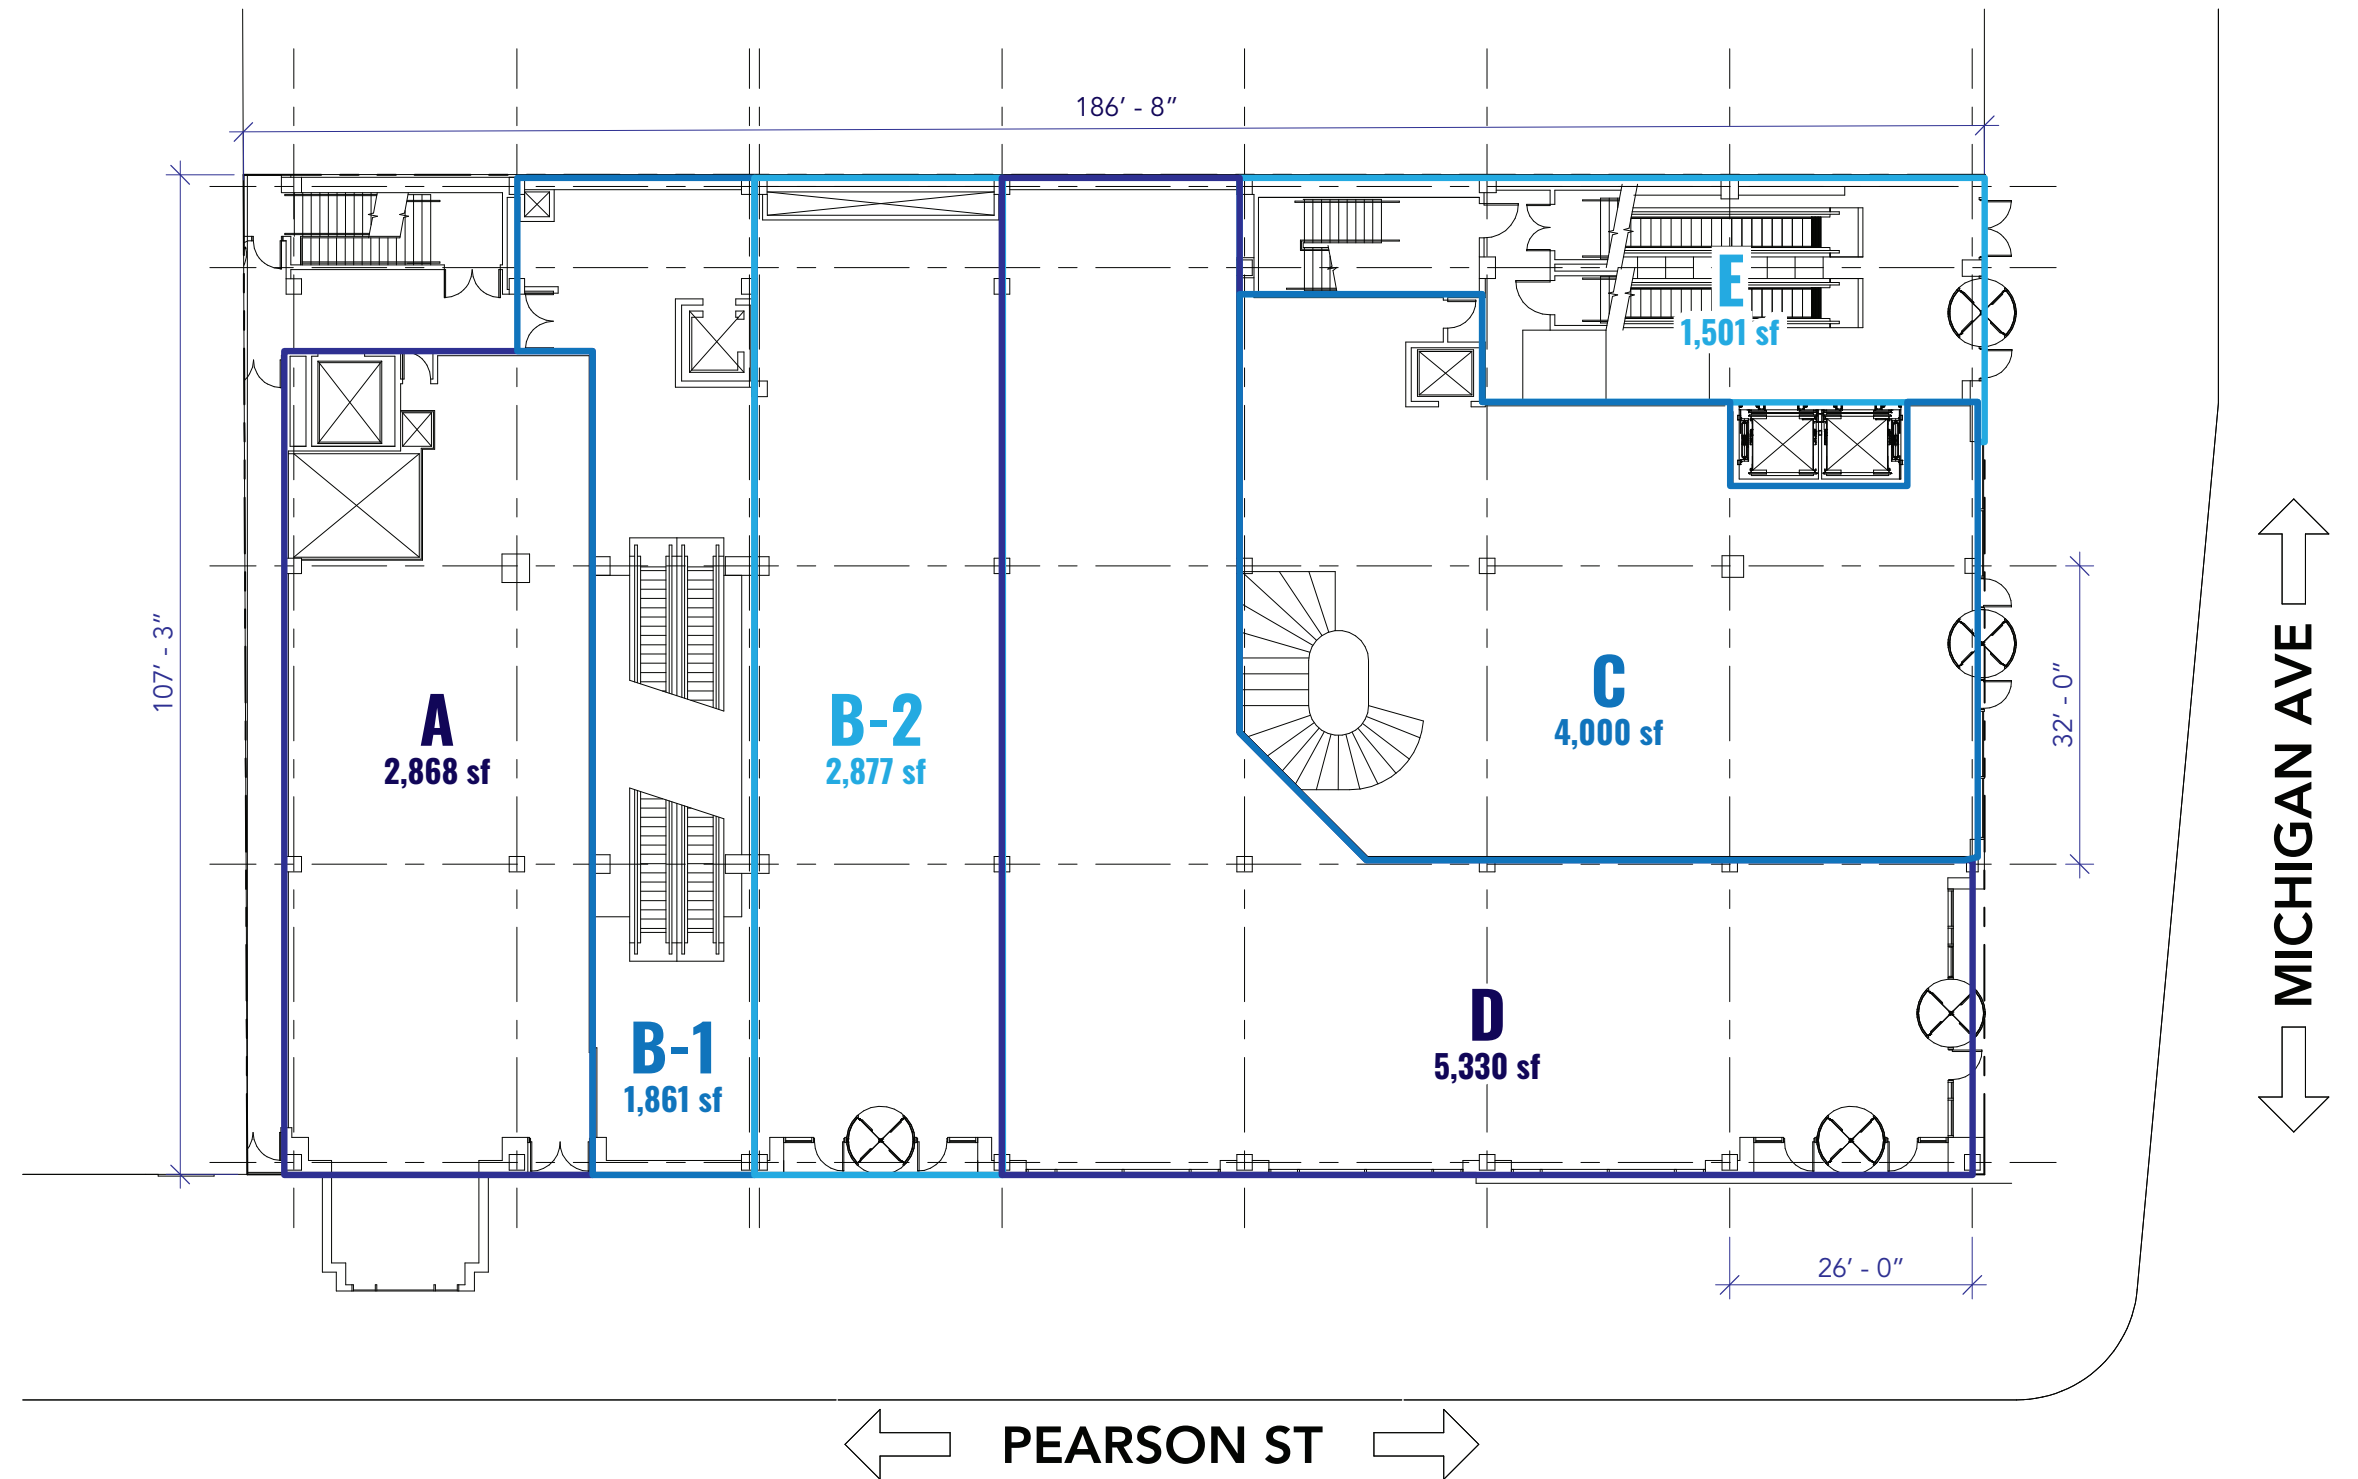 186’ - 8”
107’ - 3”
E
1,501 sf
A
2,868 sf
B-2
2,877 sf
C
4,000 sf
32’ - 0”
MICHIGAN AVE
D
5,330 sf
B-1
1,861 sf
26’ - 0”
PEARSON ST